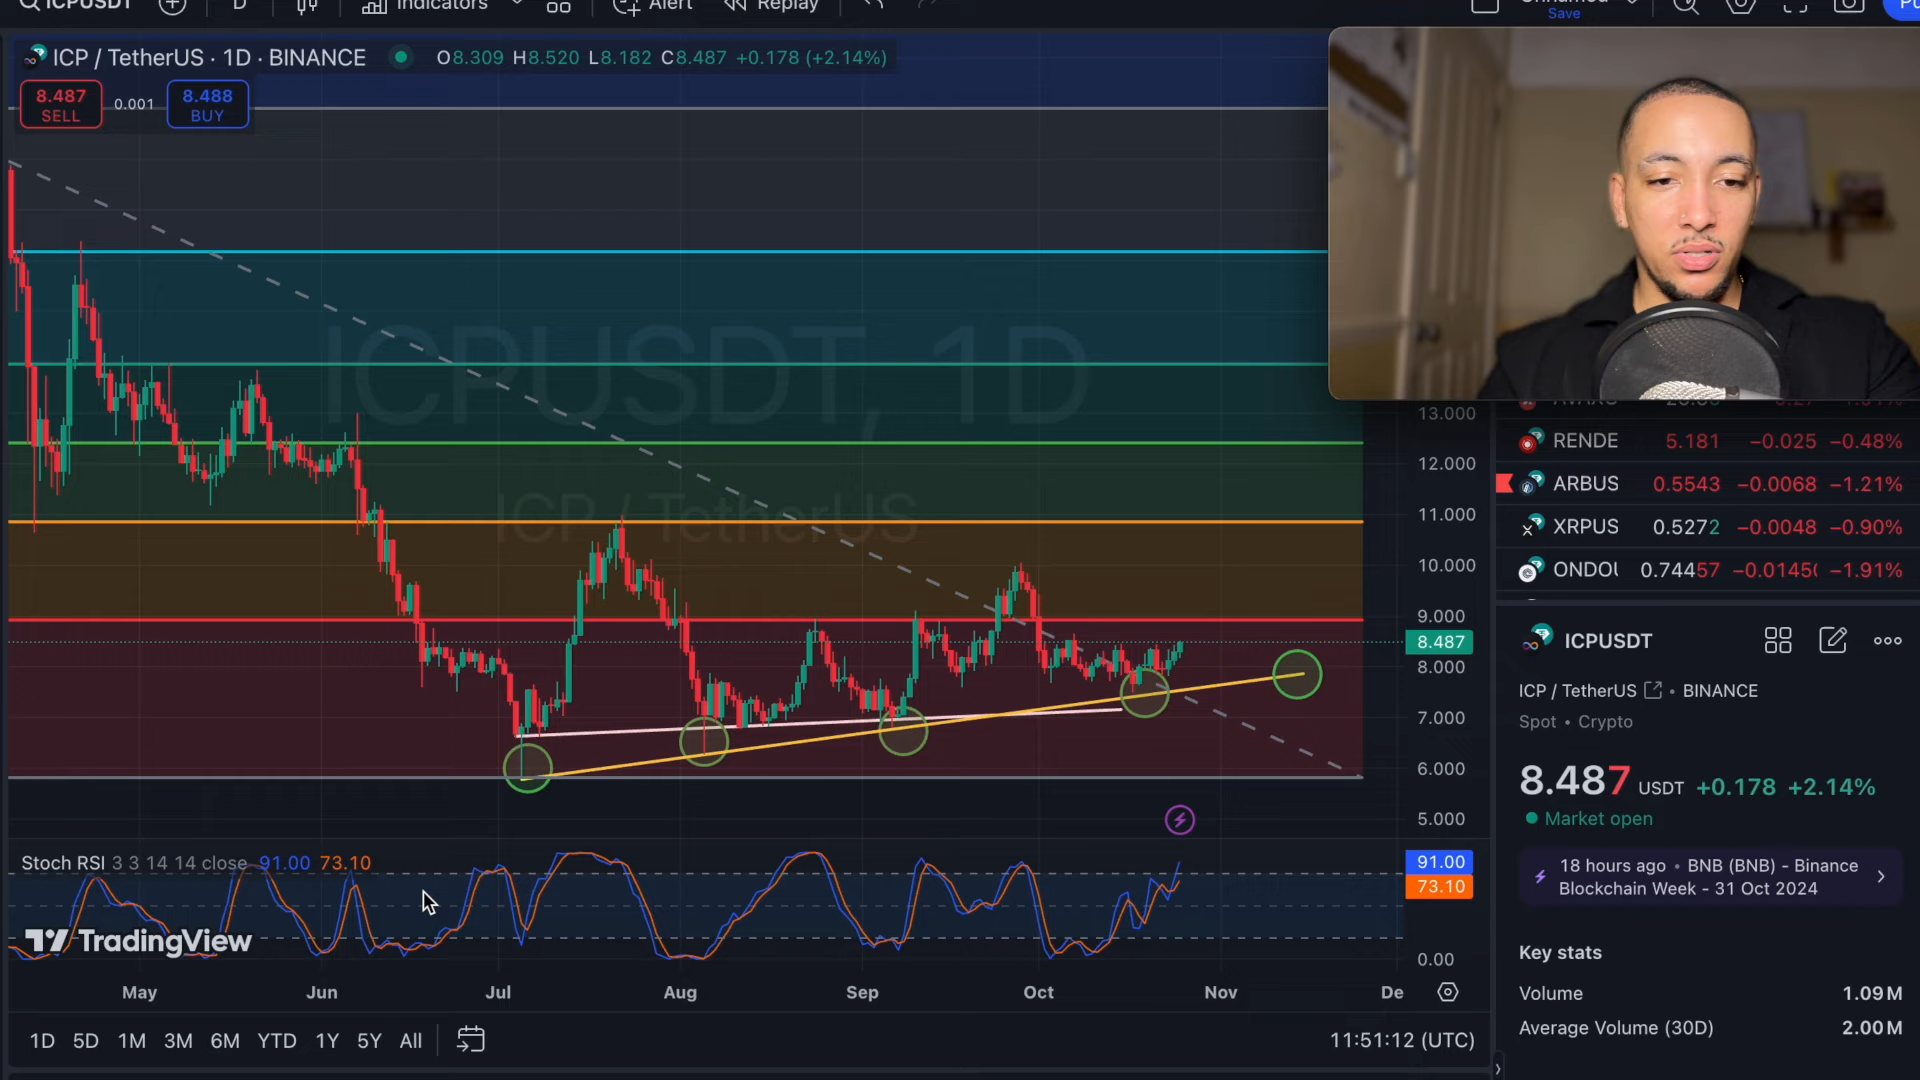 ICPUSDT
D
Indicators
Alert
Replay
Save
ICP / TetherUS · 1D · BINANCE
O8.309 H8.520 L8.182 C8.487 +0.178 (+2.14%)
8.487
SELL
0.001
8.488
BUY
ICPUSDT, 1D
ICP / TetherUS
13.000
12.000
11.000
10.000
9.000
8.487
8.000
7.000
6.000
5.000
Stoch RSI 3 3 14 14 close 91.00 73.10
91.00
73.10
0.00
TradingView
May Jun Jul Aug Sep Oct Nov De
1D 5D 1M 3M 6M YTD 1Y 5Y All
11:51:12 (UTC)
RENDE 5.181 −0.025 −0.48%
ARBUS 0.5543 −0.0068 −1.21%
XRPUS 0.5272 −0.0048 −0.90%
ONDOU 0.74457 −0.0145( −1.91%
ICPUSDT
ICP / TetherUS • BINANCE
Spot • Crypto
8.487 USDT +0.178 +2.14%
Market open
18 hours ago • BNB (BNB) - Binance
Blockchain Week - 31 Oct 2024
Key stats
Volume 1.09M
Average Volume (30D) 2.00M